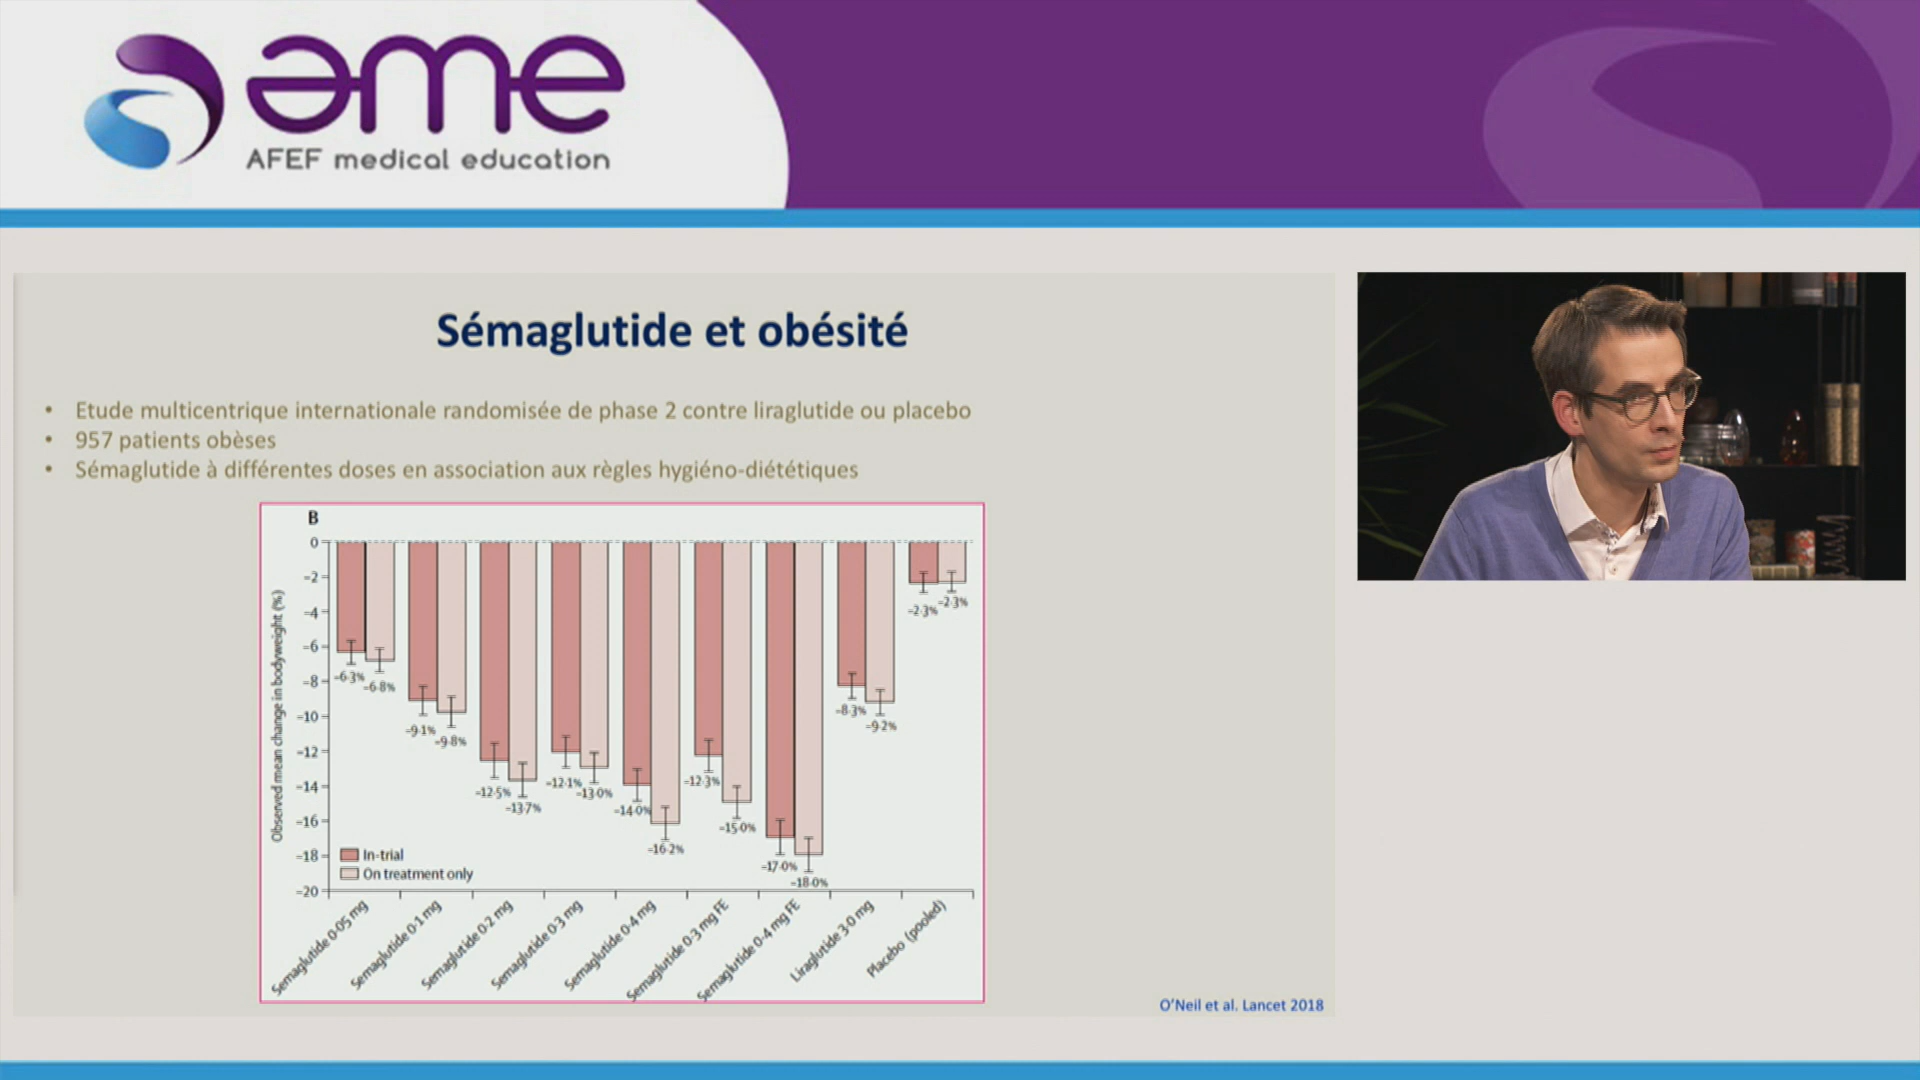 ame
AFEF medical education
Sémaglutide et obésité
• Etude multicentrique internationale randomisée de phase 2 contre liraglutide ou placebo
• 957 patients obèses
• Sémaglutide à différentes doses en association aux règles hygiéno-diététiques
B
Observed mean change in bodyweight (%)
0
-2
-4
-6
-8
-10
-12
-14
-16
-18
-20
-6·3%
-6·8%
-9·1%
-9·8%
-12·5%
-13·7%
-12·1%
-13·0%
-14·0%
-16·2%
-12·3%
-15·0%
-17·0%
-18·0%
-8·3%
-9·2%
-2·3%
-2·3%
In-trial
On treatment only
Semaglutide 0·05 mg
Semaglutide 0·1 mg
Semaglutide 0·2 mg
Semaglutide 0·3 mg
Semaglutide 0·4 mg
Semaglutide 0·3 mg FE
Semaglutide 0·4 mg FE
Liraglutide 3·0 mg
Placebo (pooled)
O'Neil et al. Lancet 2018